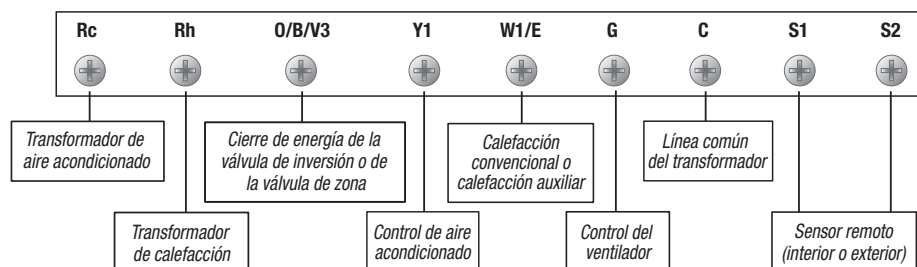 Rc Rh O/B/V3 Y1 W1/E G C S1 S2
Transformador de
aire acondicionado
Cierre de energía de la
válvula de inversión o de
la válvula de zona
Calefacción
convencional o
calefacción auxiliar
Línea común
del transformador
Transformador
de calefacción
Control de aire
acondicionado
Control del
ventilador
Sensor remoto
(interior o exterior)